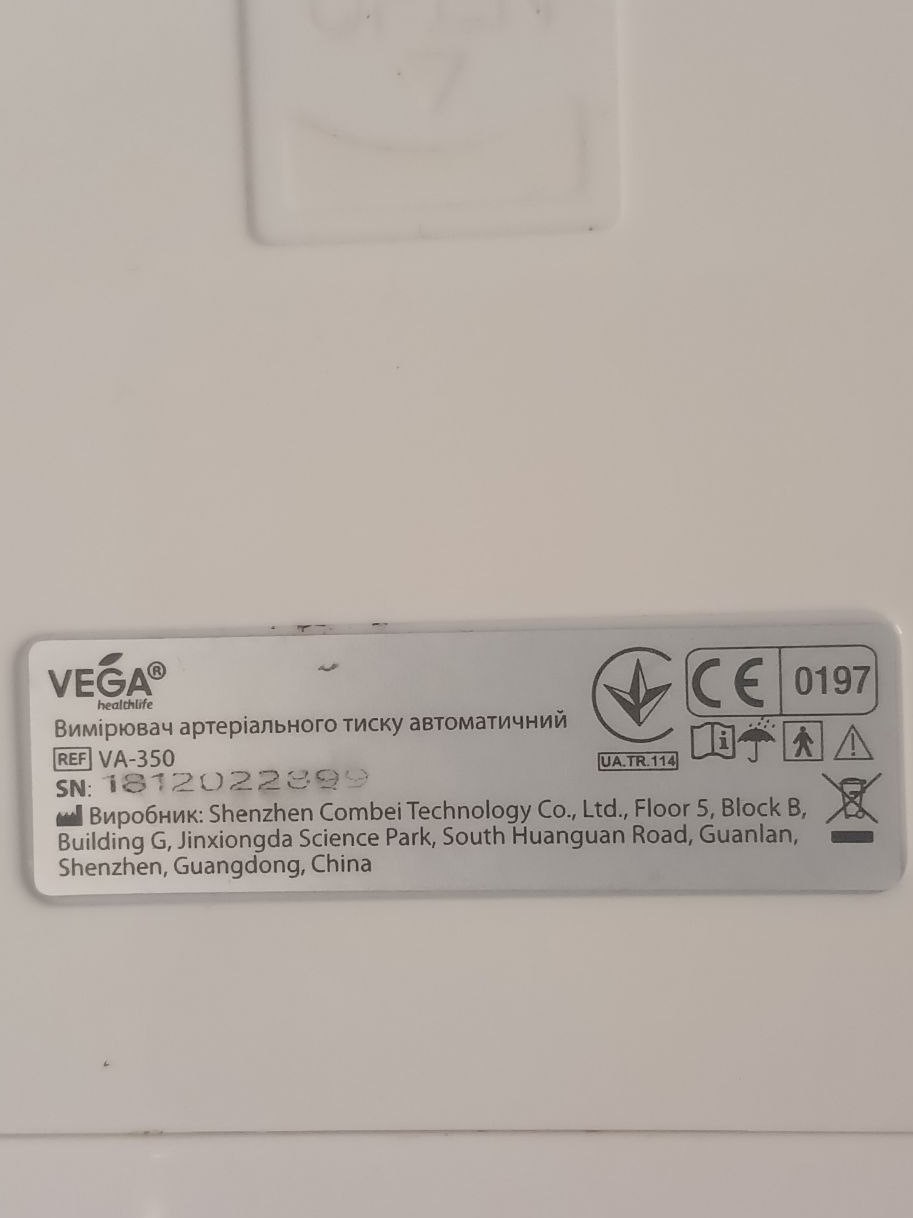 OPEN
VEGA®
healthlife
Вимірювач артеріального тиску автоматичний
REF VA-350
SN: 1812022899
Виробник: Shenzhen Combei Technology Co., Ltd., Floor 5, Block B,
Building G, Jinxiongda Science Park, South Huanguan Road, Guanlan,
Shenzhen, Guangdong, China
UA.TR.114
CE 0197